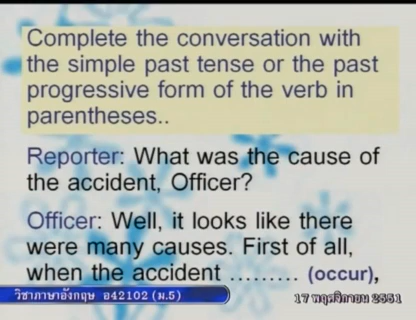 Complete the conversation with
the simple past tense or the past
progressive form of the verb in
parentheses..
Reporter: What was the cause of
the accident, Officer?
Officer: Well, it looks like there
were many causes. First of all,
when the accident ......... (occur),
วิชาภาษาอังกฤษ อ42102 (ม.5)
17 พฤศจิกายน 2551